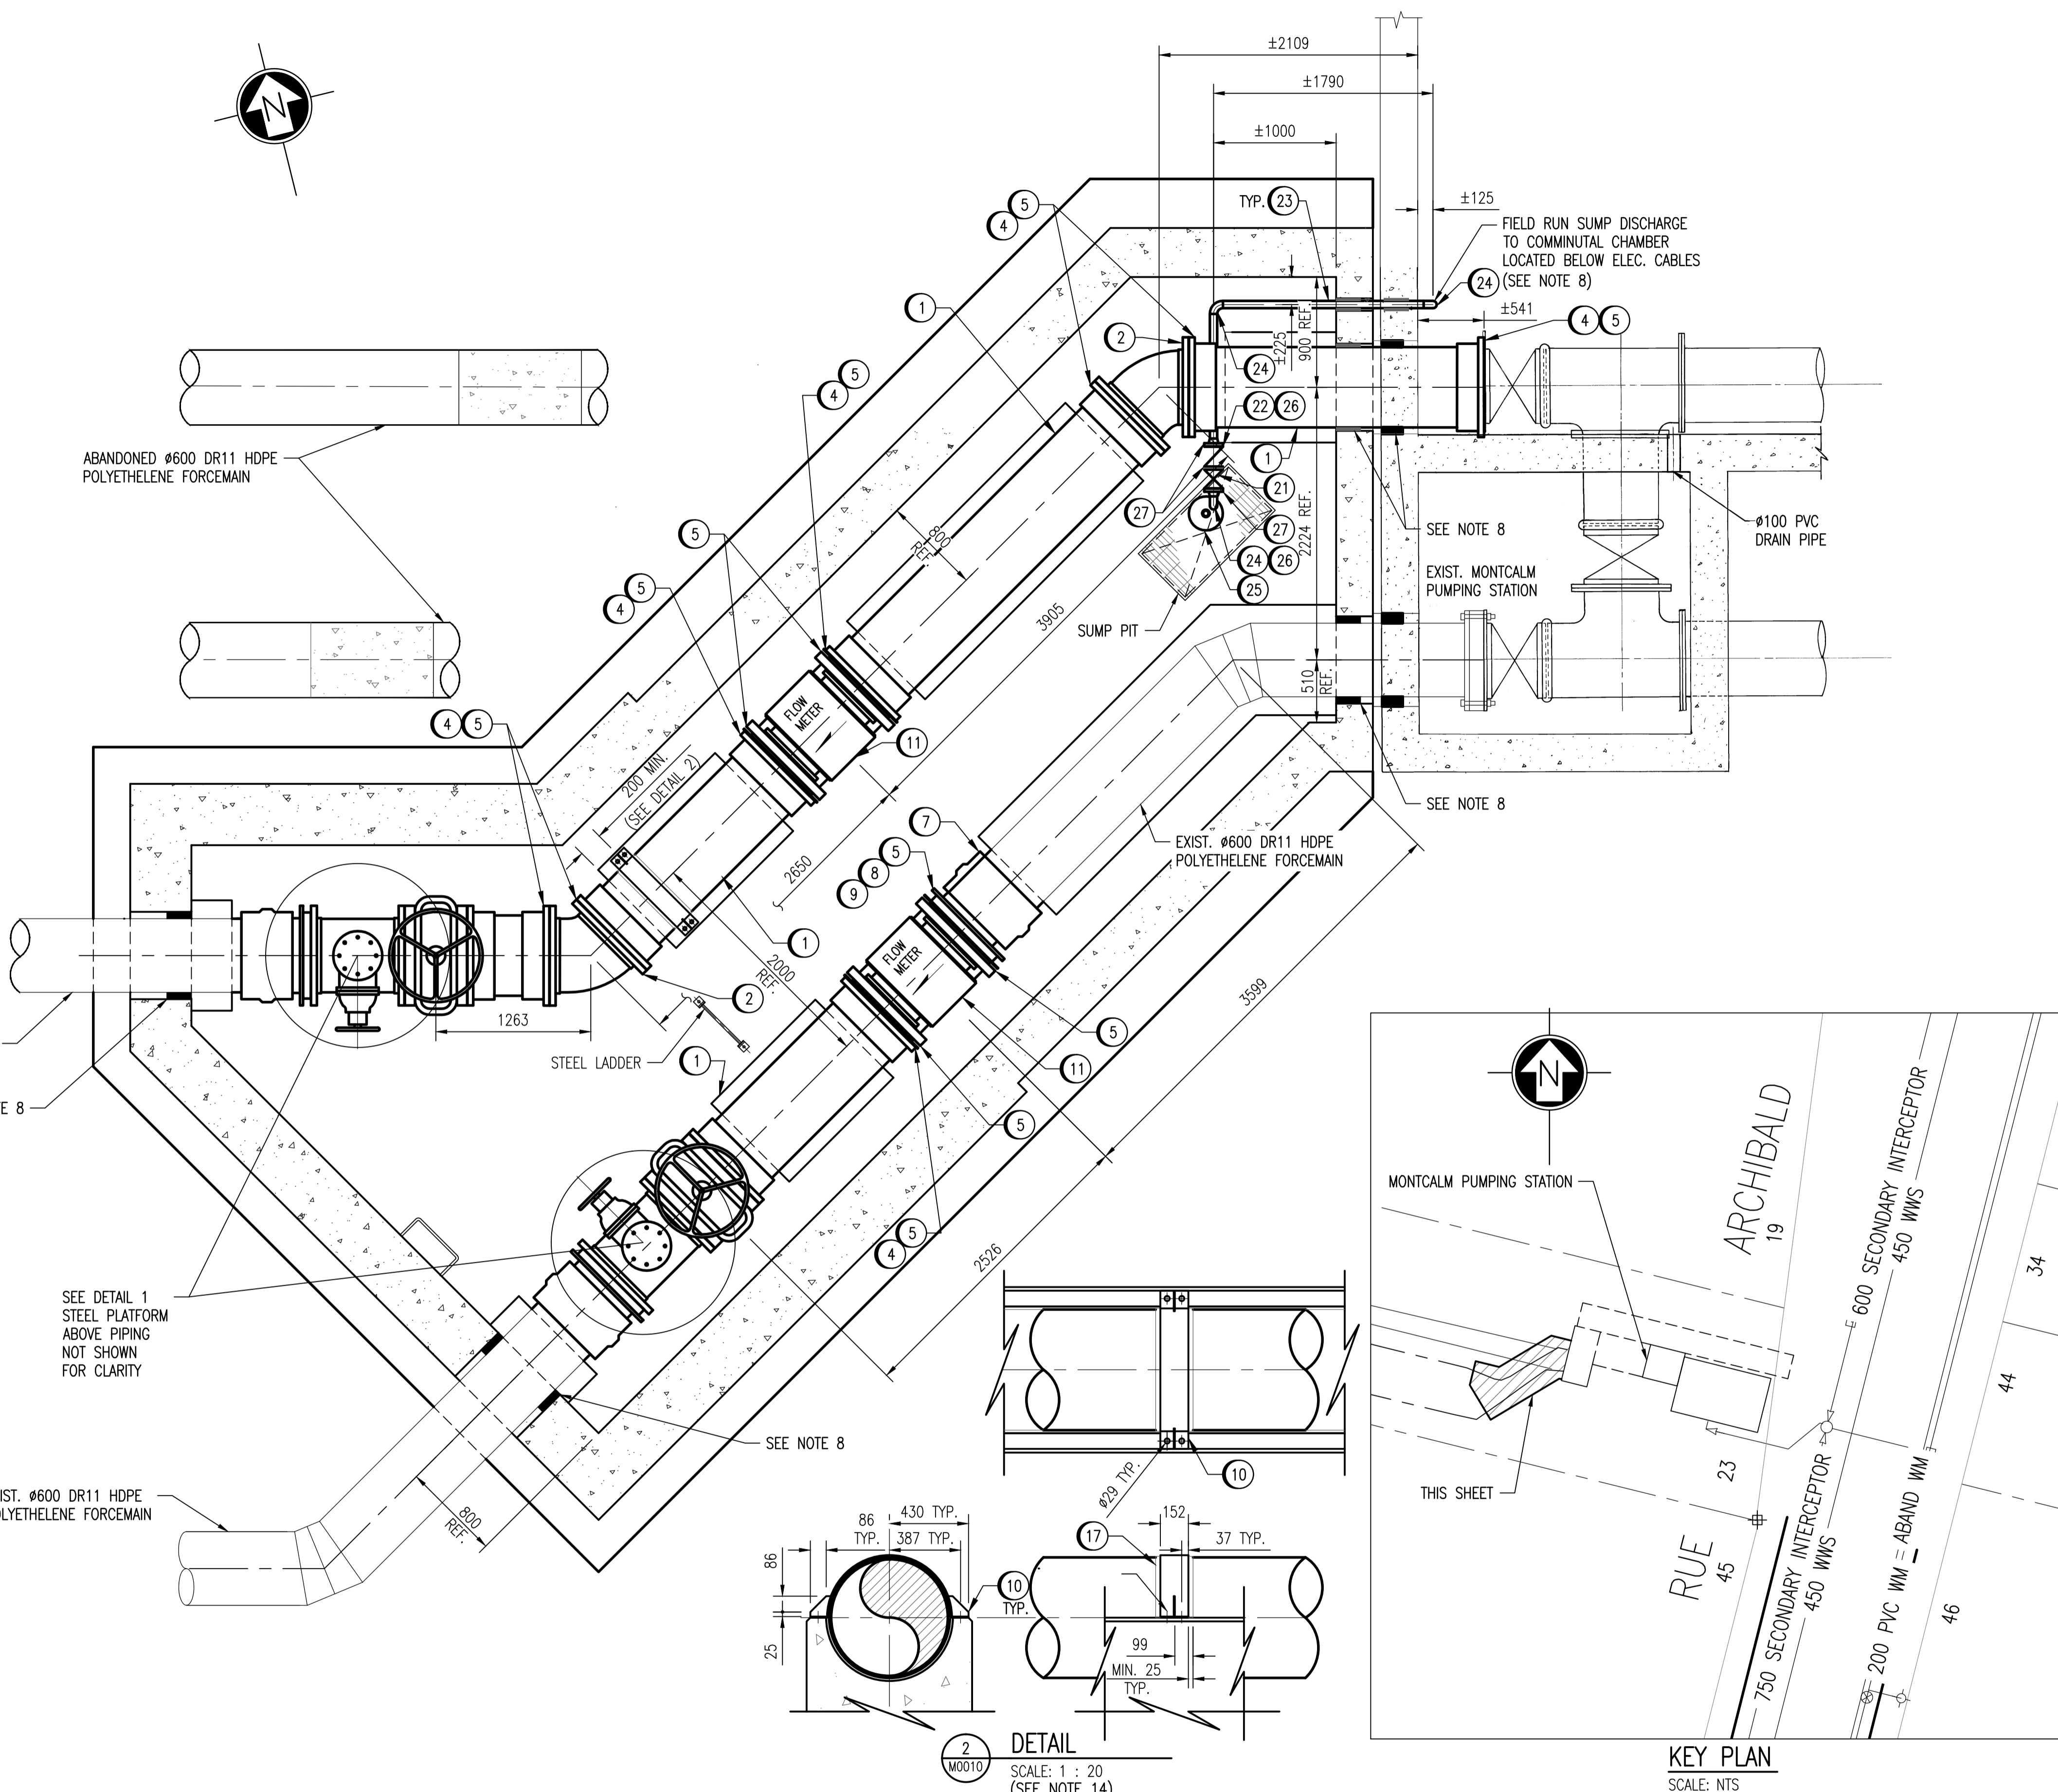 N
±2109
±1790
±1000
±125
TYP. 23
5
4
FIELD RUN SUMP DISCHARGE
TO COMMINUTAL CHAMBER
LOCATED BELOW ELEC. CABLES
24 (SEE NOTE 8)
±541
4 5
1
2
±225
900 REF.
24
5
4
22 26
ABANDONED ø600 DR11 HDPE
POLYETHELENE FORCEMAIN
1
21
27
27
2224 REF.
SEE NOTE 8
ø100 PVC
DRAIN PIPE
5
800
REF.
24 26
25
EXIST. MONTCALM
PUMPING STATION
5
4
3905
SUMP PIT
510
REF.
4 5
FLOW
METER
11
200 MIN.
(SEE DETAIL 2)
SEE NOTE 8
7
EXIST. ø600 DR11 HDPE
POLYETHELENE FORCEMAIN
2650
5
8
9
1
FLOW
METER
2000
REF.
2
3599
1263
5
STEEL LADDER
1
11
E 8
5
5
4
2526
SEE DETAIL 1
STEEL PLATFORM
ABOVE PIPING
NOT SHOWN
FOR CLARITY
SEE NOTE 8
IST. ø600 DR11 HDPE
OLYETHELENE FORCEMAIN
800
REF.
ø29 TYP.
10
86
TYP.
430 TYP.
387 TYP.
86
25
10
TYP.
17
152
37 TYP.
99
MIN. 25
TYP.
2
M0010
DETAIL
SCALE: 1 : 20
(SEE NOTE 14)
N
MONTCALM PUMPING STATION
ARCHIBALD
19
600 SECONDARY INTERCEPTOR
450 WWS
34
44
THIS SHEET
23
RUE
45
750 SECONDARY INTERCEPTOR
450 WWS
200 PVC WM = ABAND WM
46
KEY PLAN
SCALE: NTS